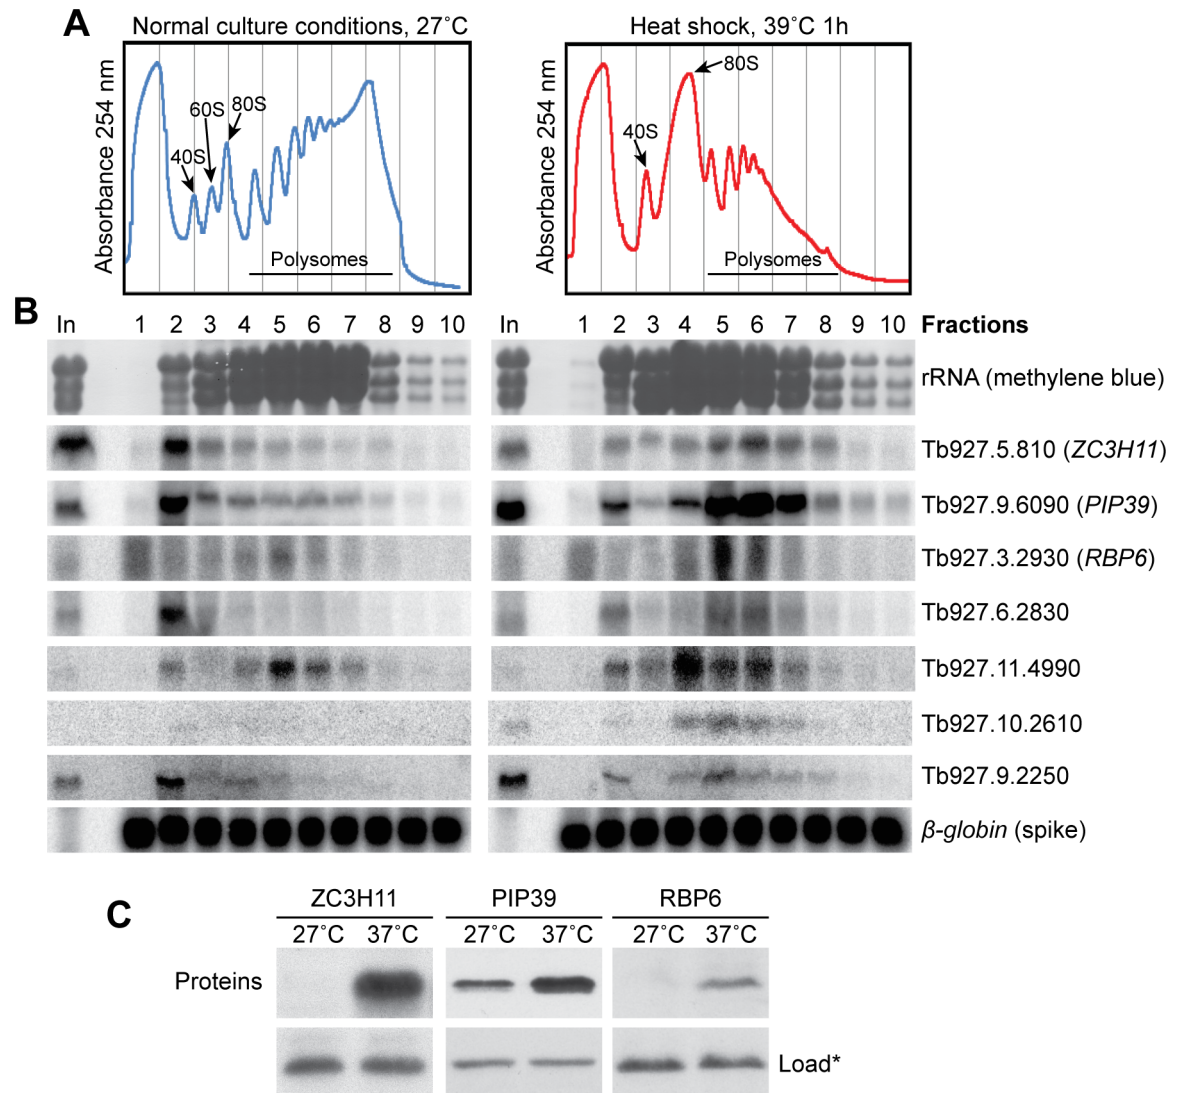 A
Normal culture conditions, 27˚C
Heat shock, 39˚C 1h
Absorbance 254 nm
40S
60S
80S
Polysomes
Absorbance 254 nm
40S
80S
Polysomes
B
In 1 2 3 4 5 6 7 8 9 10 In 1 2 3 4 5 6 7 8 9 10 Fractions
rRNA (methylene blue)
Tb927.5.810 (ZC3H11)
Tb927.9.6090 (PIP39)
Tb927.3.2930 (RBP6)
Tb927.6.2830
Tb927.11.4990
Tb927.10.2610
Tb927.9.2250
β-globin (spike)
C
ZC3H11 PIP39 RBP6
27˚C 37˚C 27˚C 37˚C 27˚C 37˚C
Proteins
Load*